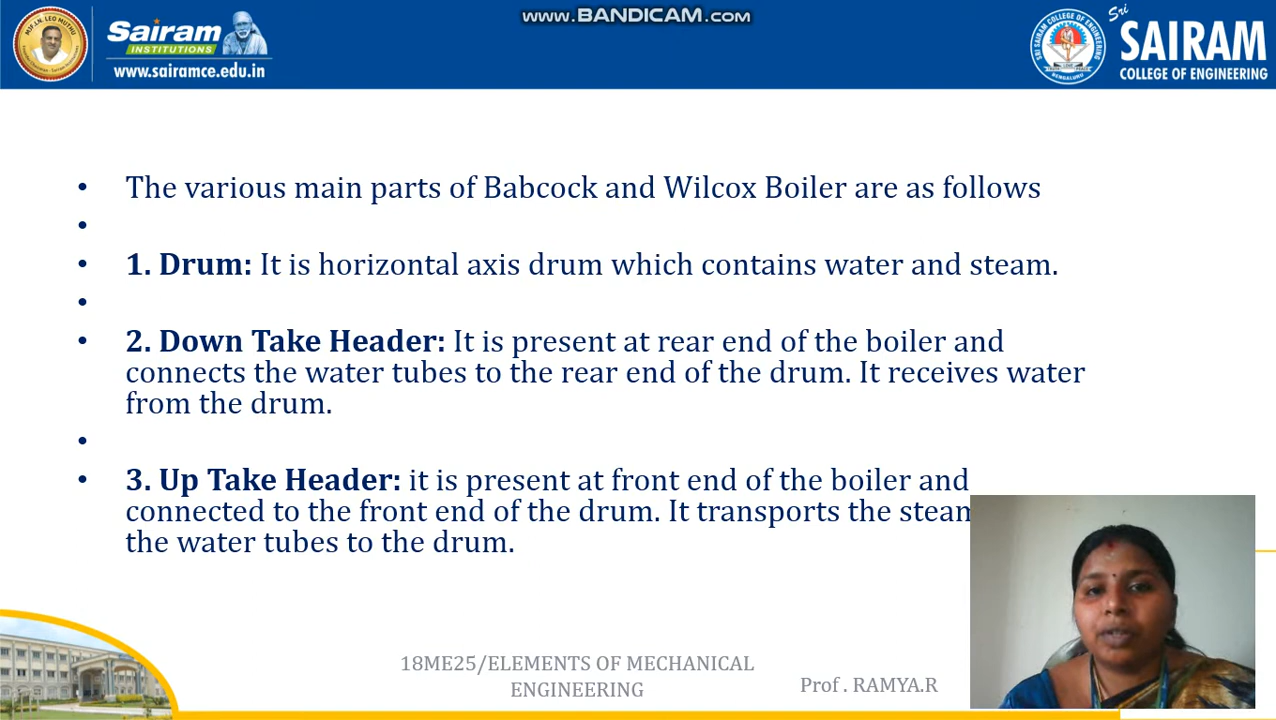 www.BANDICAM.com
Sairam
INSTITUTIONS
www.sairamce.edu.in
Sri
SAIRAM
COLLEGE OF ENGINEERING
• The various main parts of Babcock and Wilcox Boiler are as follows
•
• 1. Drum: It is horizontal axis drum which contains water and steam.
•
• 2. Down Take Header: It is present at rear end of the boiler and
connects the water tubes to the rear end of the drum. It receives water
from the drum.
•
• 3. Up Take Header: it is present at front end of the boiler and
connected to the front end of the drum. It transports the steam
the water tubes to the drum.
18ME25/ELEMENTS OF MECHANICAL
ENGINEERING
Prof . RAMYA.R